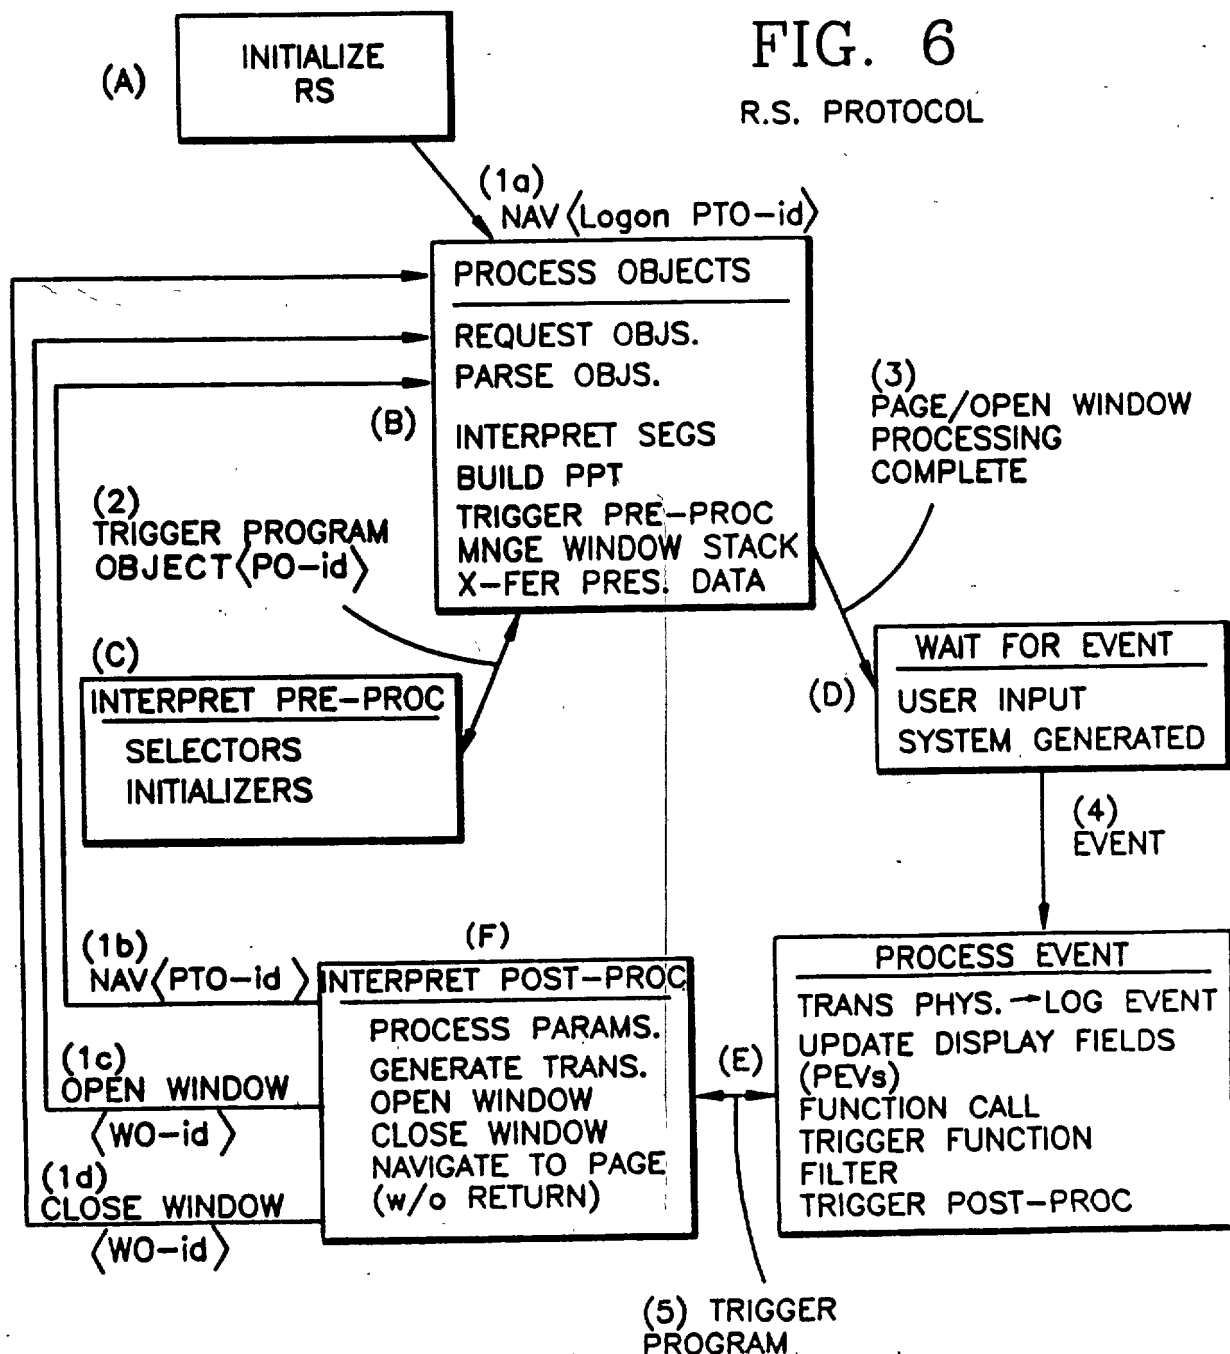 FIG. 6
R.S. PROTOCOL
(A)
INITIALIZE
RS
(1a)
NAV〈Logon PTO-id〉
(B)
PROCESS OBJECTS
REQUEST OBJS.
PARSE OBJS.
INTERPRET SEGS
BUILD PPT
TRIGGER PRE-PROC
MNGE WINDOW STACK
X-FER PRES. DATA
(2)
TRIGGER PROGRAM
OBJECT〈PO-id〉
(3)
PAGE/OPEN WINDOW
PROCESSING
COMPLETE
(C)
INTERPRET PRE-PROC
SELECTORS
INITIALIZERS
(D)
WAIT FOR EVENT
USER INPUT
SYSTEM GENERATED
(4)
EVENT
(1b)
NAV〈PTO-id〉
(1c)
OPEN WINDOW
〈WO-id〉
(1d)
CLOSE WINDOW
〈WO-id〉
(F)
INTERPRET POST-PROC
PROCESS PARAMS.
GENERATE TRANS.
OPEN WINDOW
CLOSE WINDOW
NAVIGATE TO PAGE
(w/o RETURN)
(E)
PROCESS EVENT
TRANS PHYS.→LOG EVENT
UPDATE DISPLAY FIELDS
(PEVs)
FUNCTION CALL
TRIGGER FUNCTION
FILTER
TRIGGER POST-PROC
(5) TRIGGER
PROGRAM